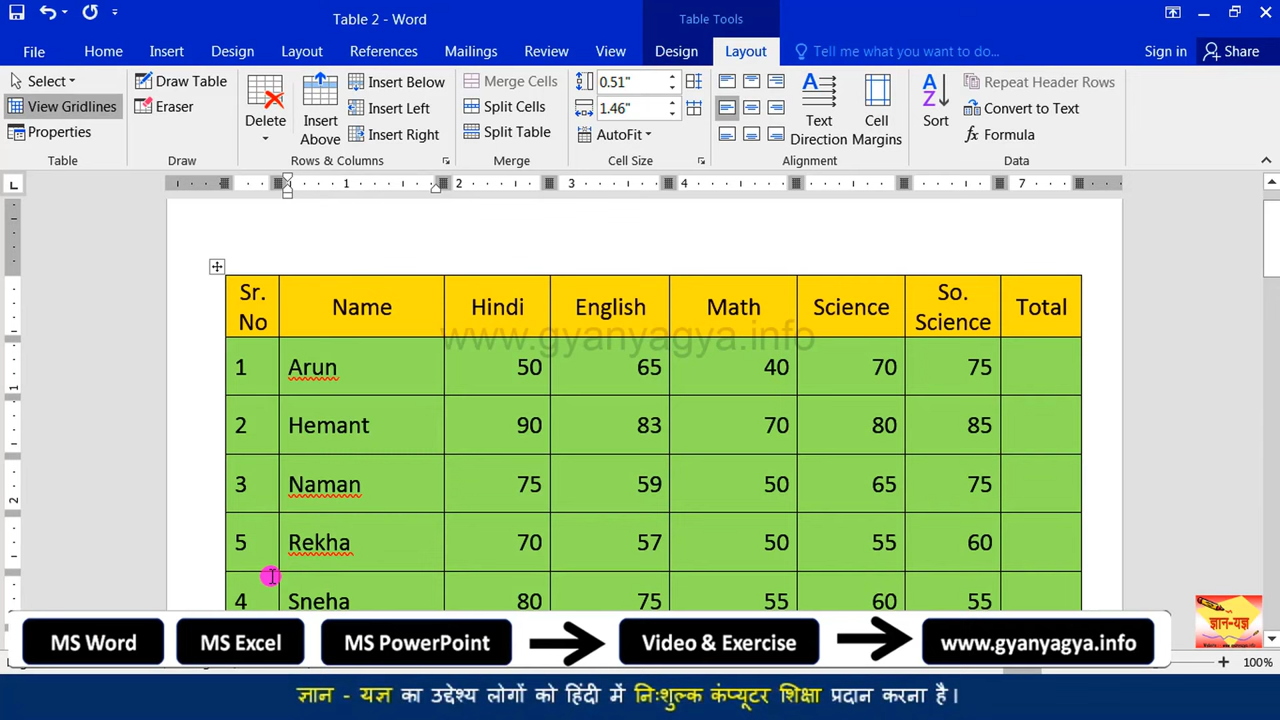 Table 2 - Word
Table Tools
File Home Insert Design Layout References Mailings Review View Design Layout Tell me what you want to do... Sign in Share
Select
View Gridlines
Properties
Table
Draw Table
Eraser
Draw
Delete
Insert Above
Insert Below
Insert Left
Insert Right
Rows & Columns
Merge Cells
Split Cells
Split Table
Merge
0.51"
1.46"
AutoFit
Cell Size
Text Direction
Cell Margins
Alignment
Sort
Repeat Header Rows
Convert to Text
fx Formula
Data
1 2 3 4 7
Sr. No Name Hindi English Math Science So. Science Total
www.gyanyagya.info
1 Arun 50 65 40 70 75
2 Hemant 90 83 70 80 85
3 Naman 75 59 50 65 75
5 Rekha 70 57 50 55 60
4 Sneha 80 75 55 60 55
MS Word MS Excel MS PowerPoint Video & Exercise www.gyanyagya.info
ज्ञान-यज्ञ
100%
ज्ञान - यज्ञ का उद्देश्य लोगों को हिंदी में निःशुल्क कंप्यूटर शिक्षा प्रदान करना है।